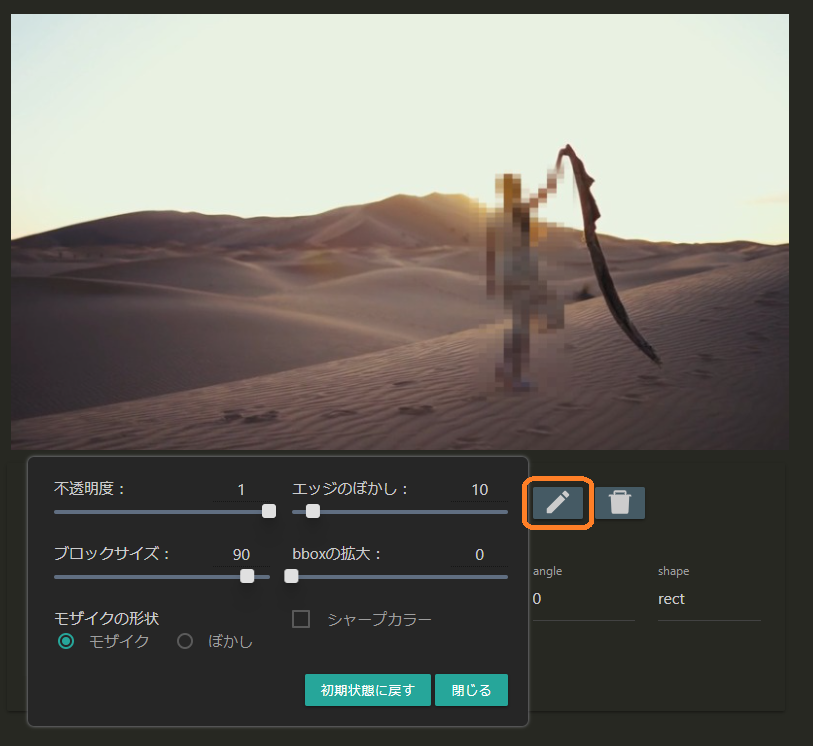 不透明度： 1 エッジのぼかし： 10
ブロックサイズ： 90 bboxの拡大： 0
angle shape
0 rect
モザイクの形状 シャープカラー
モザイク ぼかし
初期状態に戻す 閉じる